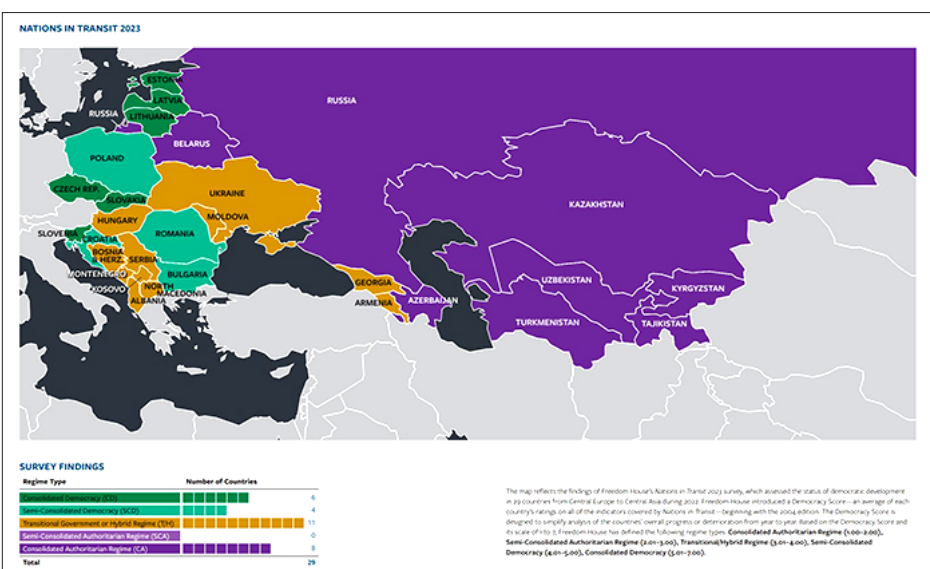 NATIONS IN TRANSIT 2023
ESTONIA
LATVIA
RUSSIA
RUSSIA
LITHUANIA
BELARUS
POLAND
CZECH REP.
SLOVAKIA
UKRAINE
KAZAKHSTAN
HUNGARY
MOLDOVA
SLOVENIA
CROATIA
ROMANIA
BOSNIA
& HERZ.
SERBIA
MONTENEGRO
BULGARIA
KOSOVO
NORTH
MACEDONIA
ALBANIA
GEORGIA
ARMENIA
AZERBAIJAN
UZBEKISTAN
KYRGYZSTAN
TURKMENISTAN
TAJIKISTAN
SURVEY FINDINGS
Regime Type Number of Countries
Consolidated Democracy (CD) 6
Semi-Consolidated Democracy (SCD) 4
Transitional Government or Hybrid Regime (T/H) 11
Semi-Consolidated Authoritarian Regime (SCA) 0
Consolidated Authoritarian Regime (CA) 8
Total 29
The map reflects the findings of Freedom House's Nations in Transit 2023 survey, which assessed the status of democratic development
in 29 countries from Central Europe to Central Asia during 2022. Freedom House introduced a Democracy Score—an average of each
country's ratings on all of the indicators covered by Nations in Transit—beginning with the 2004 edition. The Democracy Score is
designed to simplify analysis of the countries' overall progress or deterioration from year to year. Based on the Democracy Score and
its scale of 1 to 7, Freedom House has defined the following regime types: Consolidated Authoritarian Regime (1.00–2.00),
Semi-Consolidated Authoritarian Regime (2.01–3.00), Transitional/Hybrid Regime (3.01–4.00), Semi-Consolidated
Democracy (4.01–5.00), Consolidated Democracy (5.01–7.00).